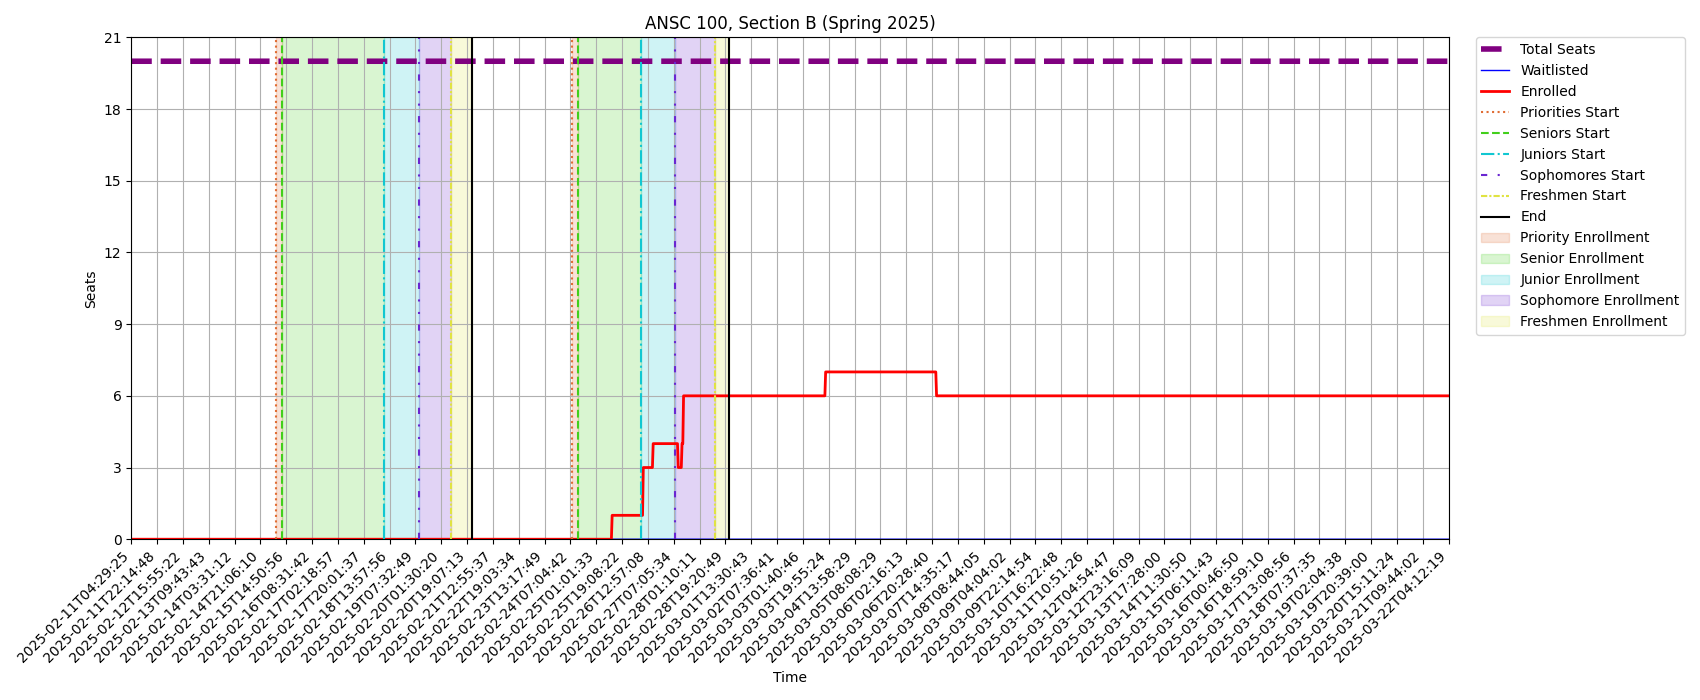 ANSC 100, Section B (Spring 2025)
21
18
15
12
9
6
3
0
Seats
2025-02-11T04:29:25
2025-02-11T22:14:48
2025-02-12T15:55:22
2025-02-13T09:43:43
2025-02-14T03:31:12
2025-02-14T21:06:10
2025-02-15T14:50:56
2025-02-16T08:31:42
2025-02-17T02:18:57
2025-02-17T20:01:37
2025-02-18T13:57:56
2025-02-19T07:32:49
2025-02-20T01:30:20
2025-02-20T19:07:13
2025-02-21T12:55:37
2025-02-22T19:03:34
2025-02-23T13:17:49
2025-02-24T07:04:42
2025-02-25T01:01:33
2025-02-25T19:08:22
2025-02-26T12:57:08
2025-02-27T07:05:34
2025-02-28T01:10:11
2025-02-28T19:20:49
2025-03-01T13:30:43
2025-03-02T07:36:41
2025-03-03T01:40:46
2025-03-03T19:55:24
2025-03-04T13:58:29
2025-03-05T08:08:29
2025-03-06T02:16:13
2025-03-06T20:28:40
2025-03-07T14:35:17
2025-03-08T08:44:05
2025-03-09T04:04:02
2025-03-09T22:14:54
2025-03-10T16:22:48
2025-03-11T10:51:26
2025-03-12T04:54:47
2025-03-12T23:16:09
2025-03-13T17:28:00
2025-03-14T11:30:50
2025-03-15T06:11:43
2025-03-16T00:46:50
2025-03-16T18:59:10
2025-03-17T13:08:56
2025-03-18T07:37:35
2025-03-19T02:04:38
2025-03-19T20:39:00
2025-03-20T15:11:24
2025-03-21T09:44:02
2025-03-22T04:12:19
Time
Total Seats
Waitlisted
Enrolled
Priorities Start
Seniors Start
Juniors Start
Sophomores Start
Freshmen Start
End
Priority Enrollment
Senior Enrollment
Junior Enrollment
Sophomore Enrollment
Freshmen Enrollment